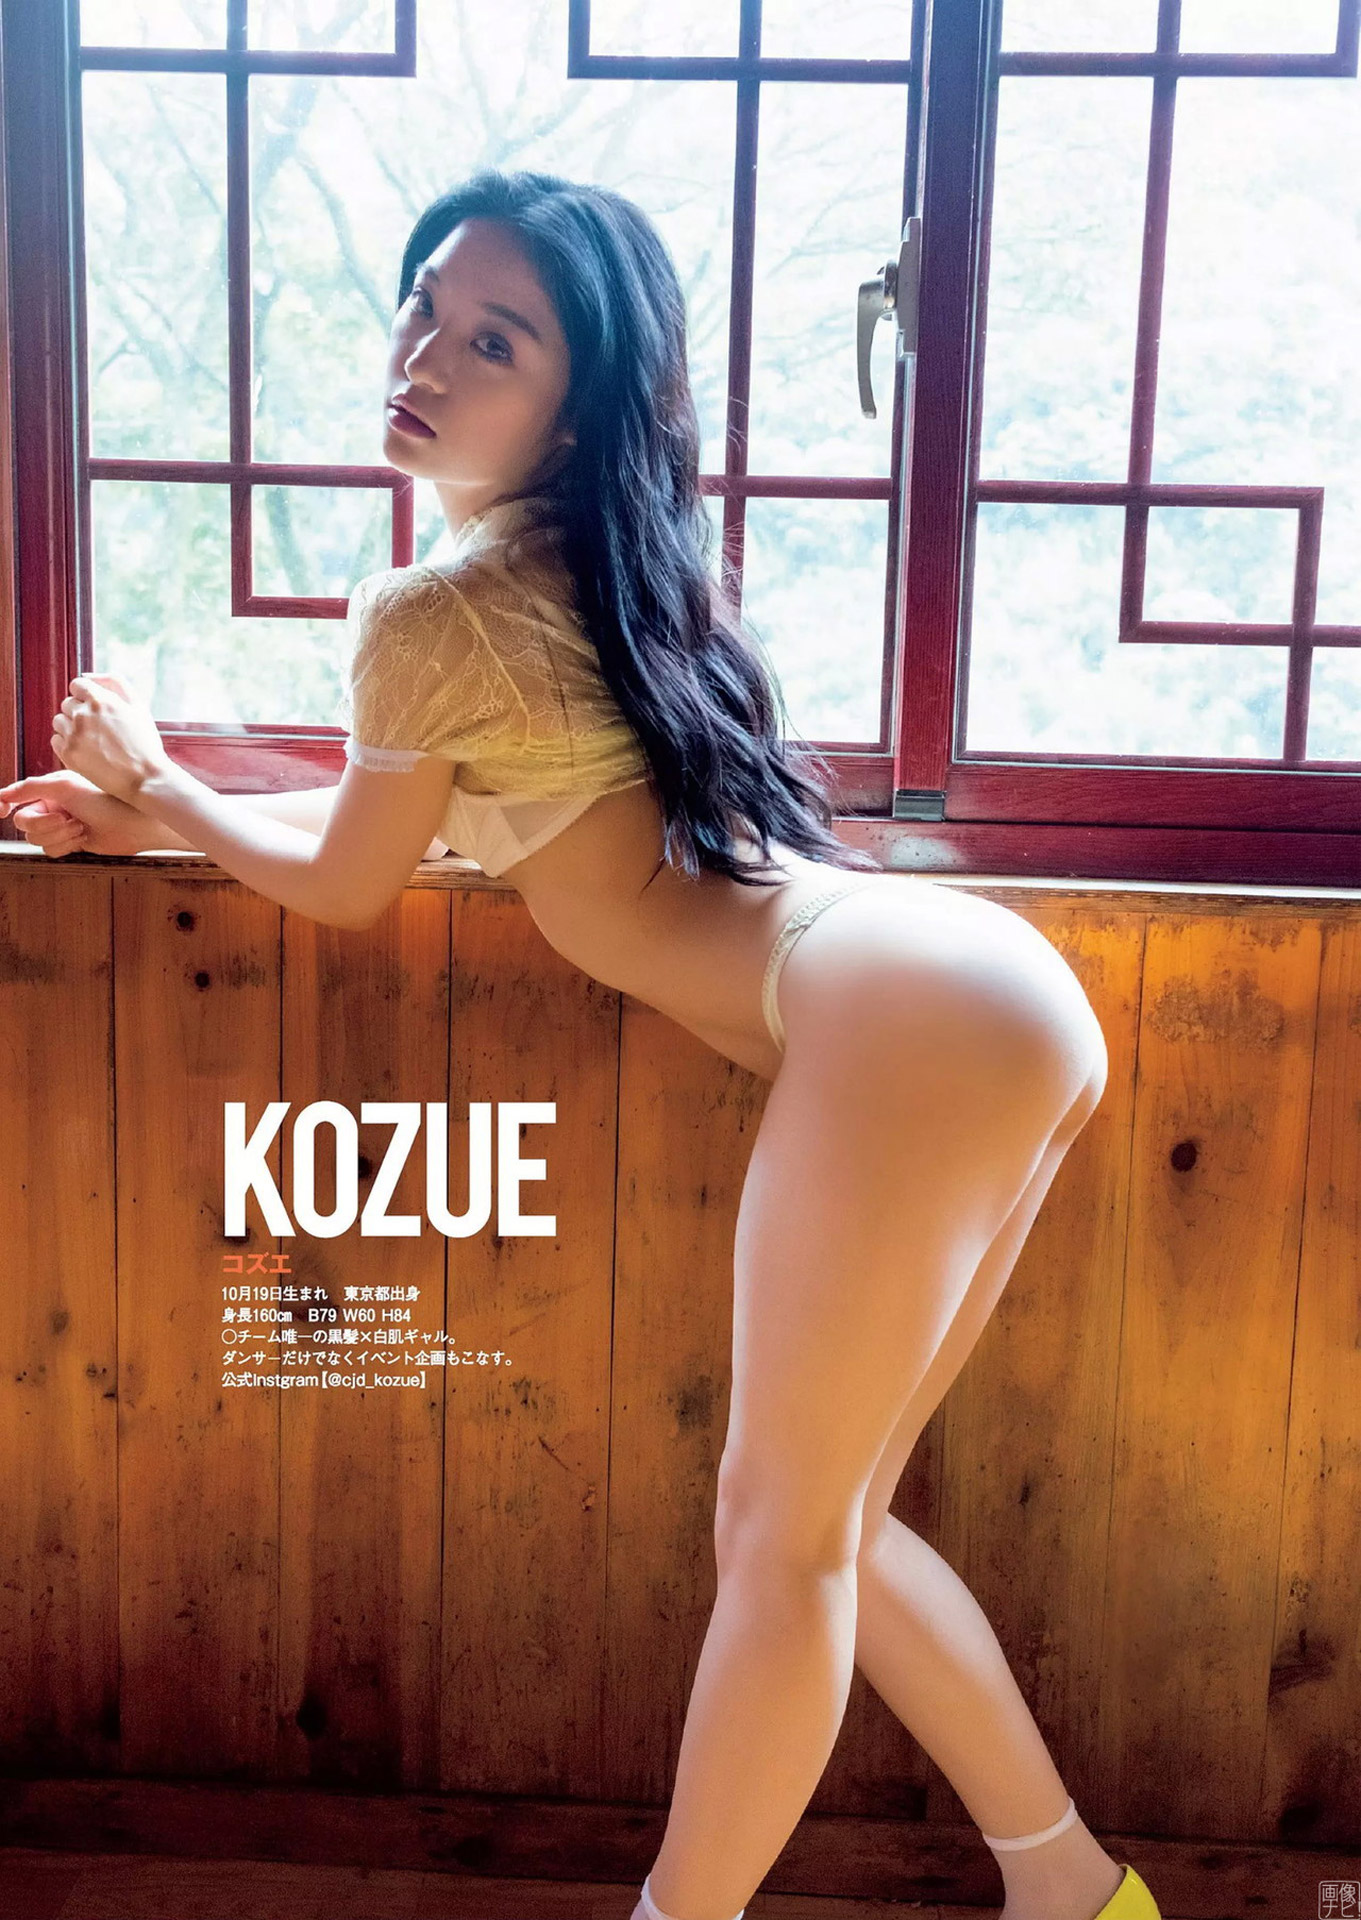 KOZUE
コズエ
10月19日生まれ　東京都出身
身長160㎝　B79 W60 H84
○チーム唯一の黒髪×白肌ギャル。
ダンサーだけでなくイベント企画もこなす。
公式Instgram【@cjd_kozue】
画像ナビ!